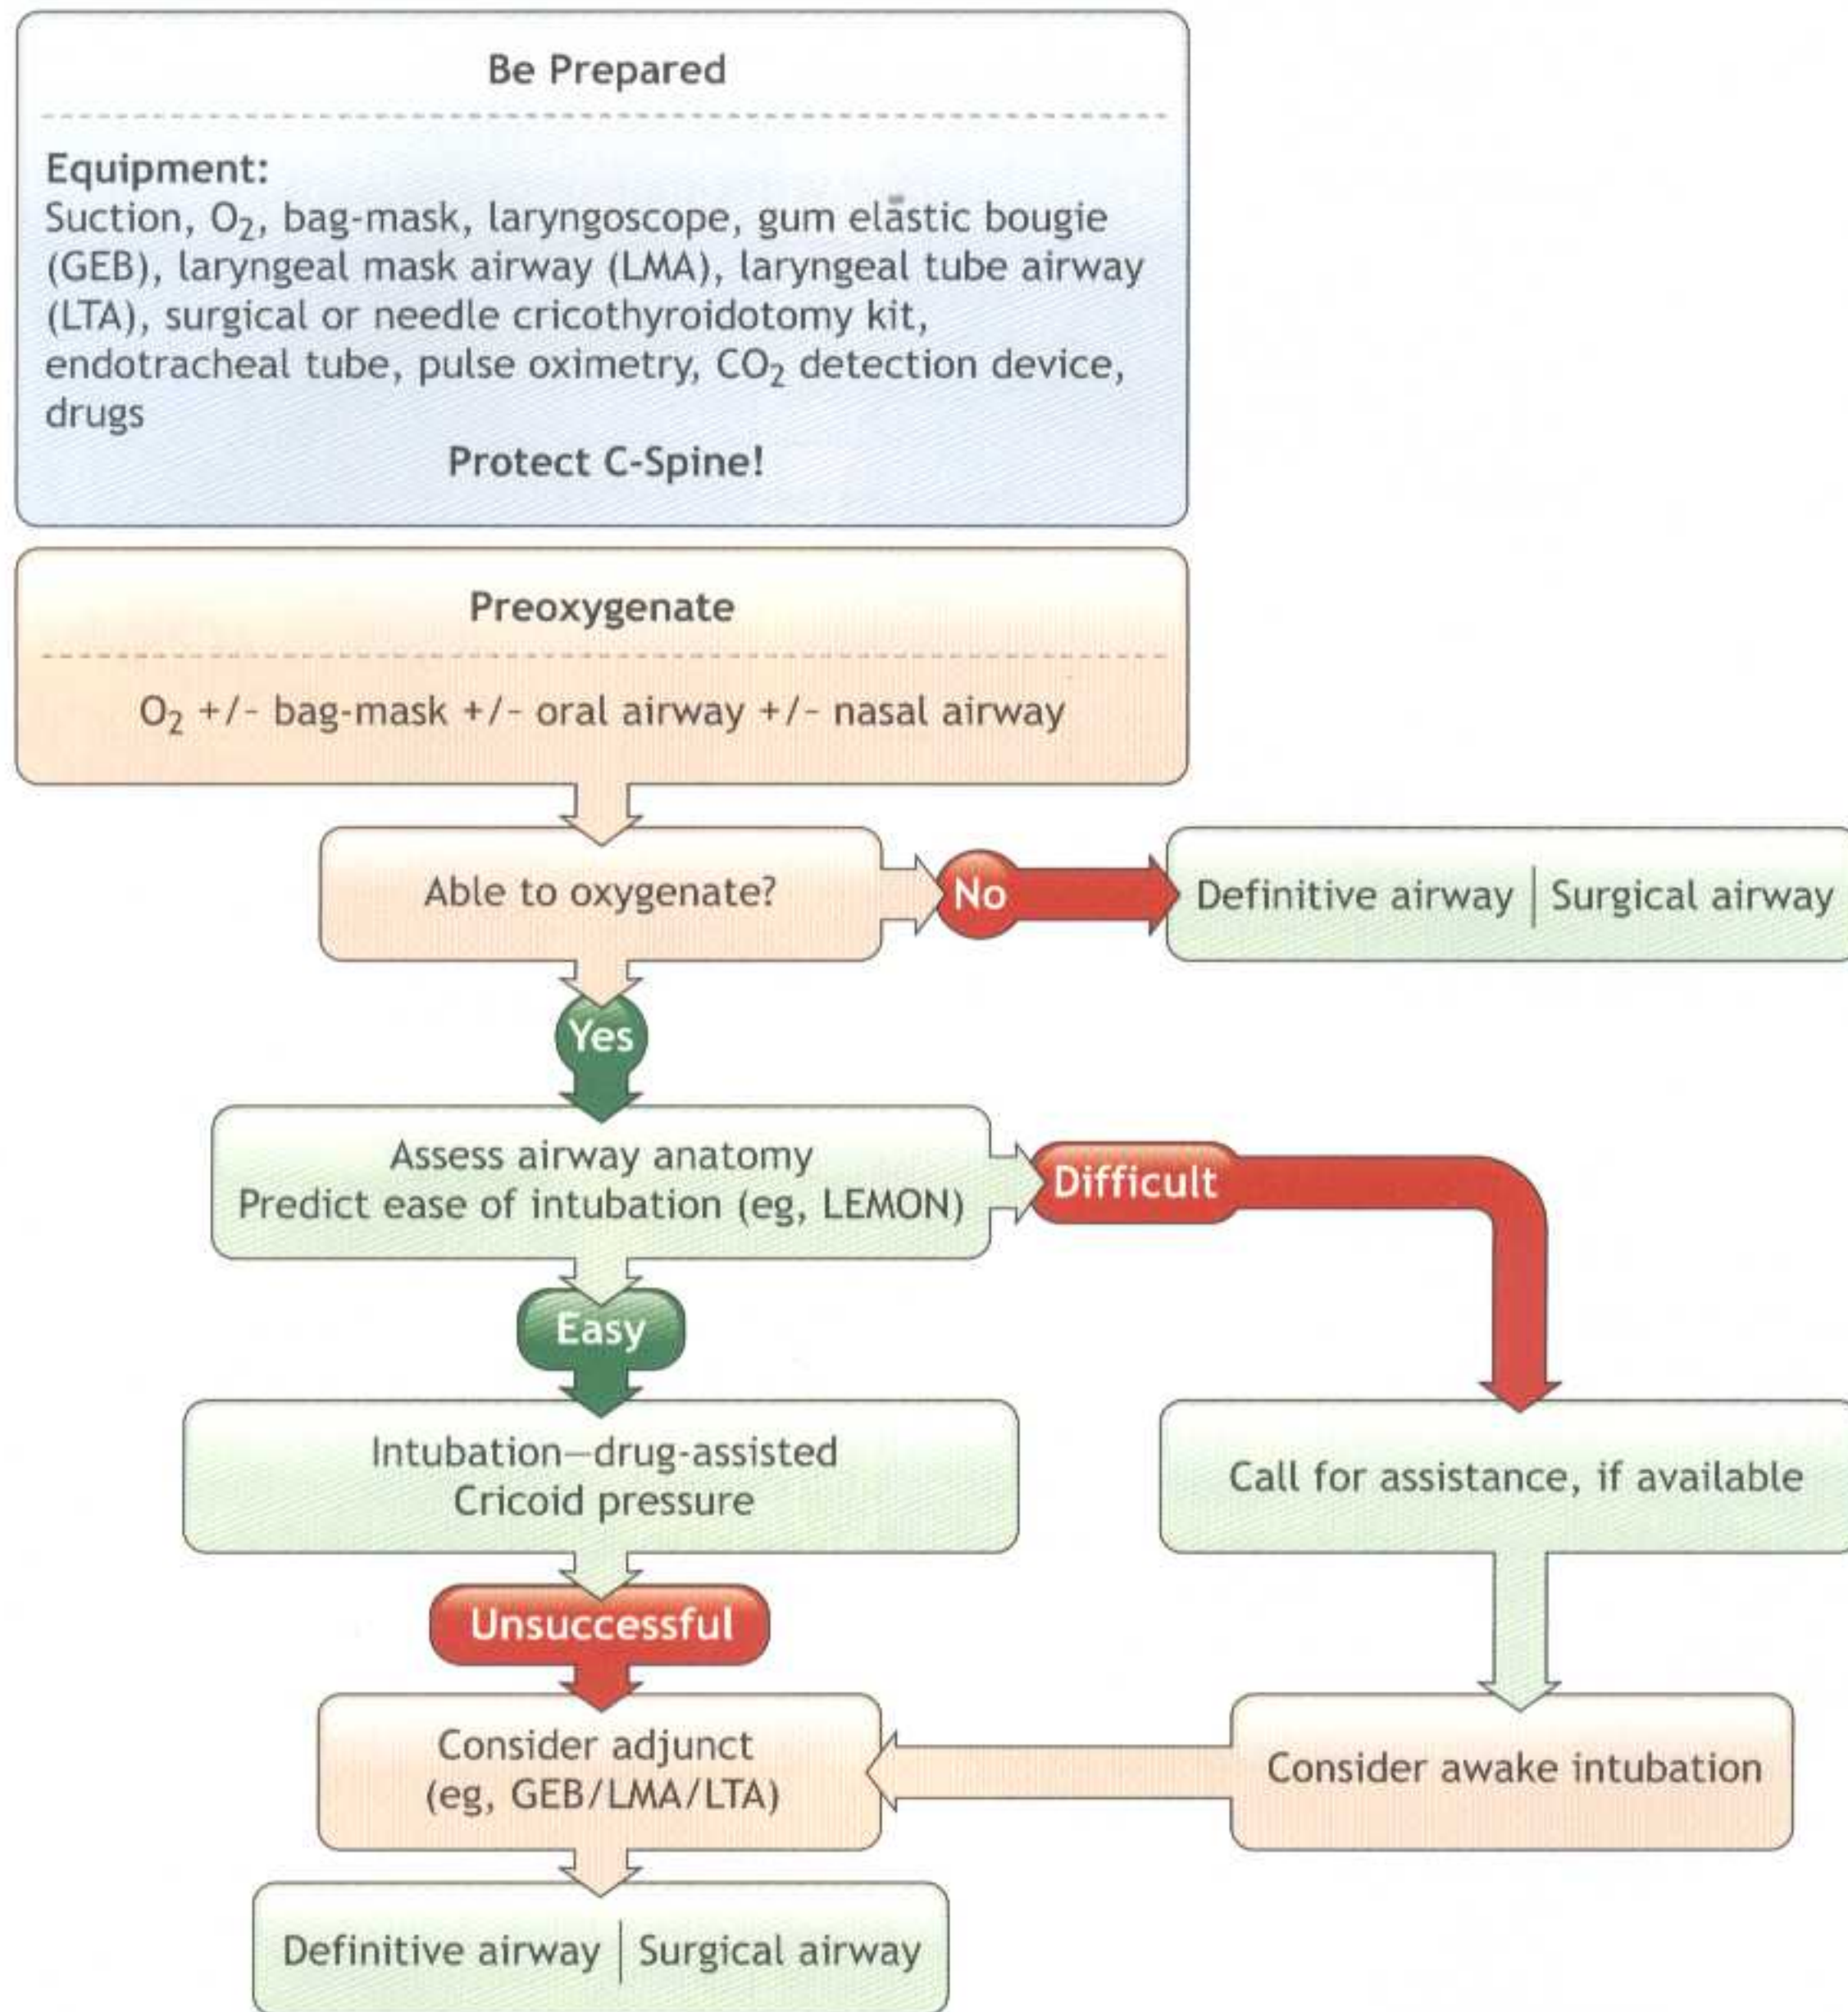 Be Prepared
Equipment:
Suction, O₂, bag-mask, laryngoscope, gum elastic bougie
(GEB), laryngeal mask airway (LMA), laryngeal tube airway
(LTA), surgical or needle cricothyroidotomy kit,
endotracheal tube, pulse oximetry, CO₂ detection device,
drugs
Protect C-Spine!
Preoxygenate
O₂ +/- bag-mask +/- oral airway +/- nasal airway
Able to oxygenate?
No
Definitive airway | Surgical airway
Yes
Assess airway anatomy
Predict ease of intubation (eg, LEMON)
Difficult
Easy
Intubation—drug-assisted
Cricoid pressure
Call for assistance, if available
Unsuccessful
Consider adjunct
(eg, GEB/LMA/LTA)
Consider awake intubation
Definitive airway | Surgical airway